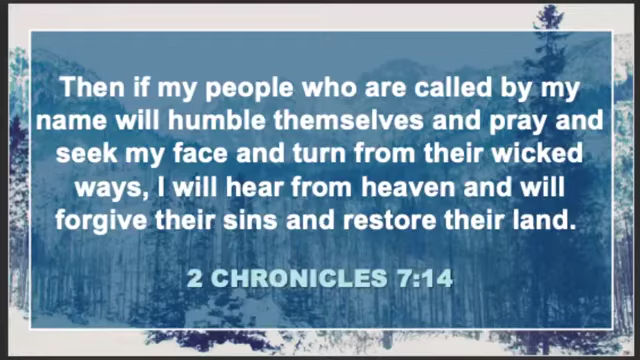 Then if my people who are called by my
name will humble themselves and pray and
seek my face and turn from their wicked
ways, I will hear from heaven and will
forgive their sins and restore their land.
2 CHRONICLES 7:14